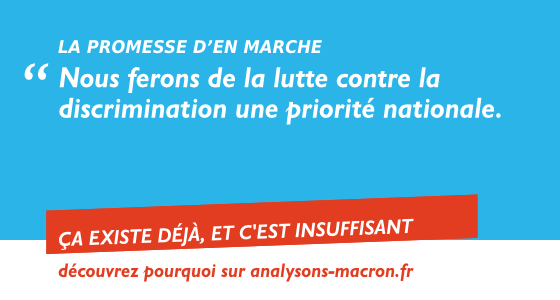 LA PROMESSE D’EN MARCHE
“ Nous ferons de la lutte contre la
discrimination une priorité nationale.
ÇA EXISTE DÉJÀ, ET C'EST INSUFFISANT
découvrez pourquoi sur analysons-macron.fr